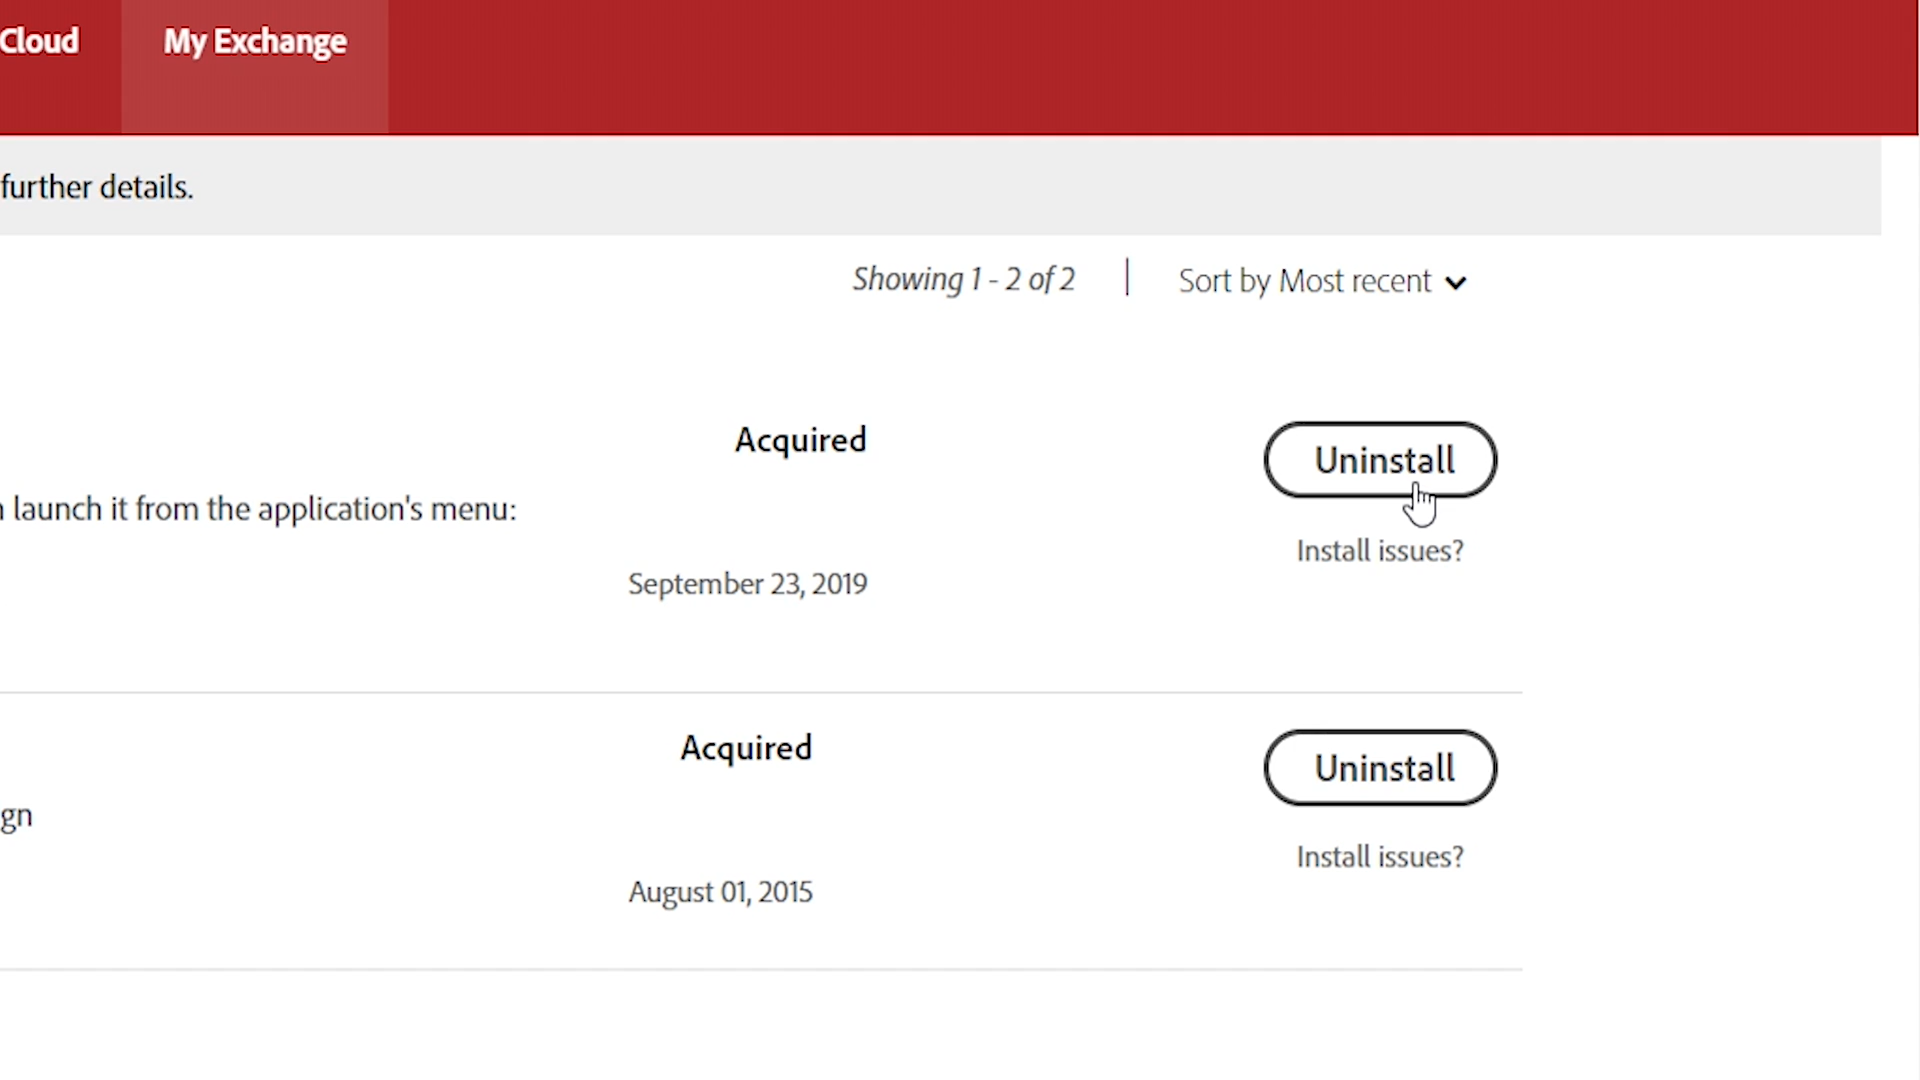 Cloud My Exchange
further details.
Showing 1 - 2 of 2 | Sort by Most recent
Acquired
Uninstall
launch it from the application's menu:
Install issues?
September 23, 2019
Acquired
Uninstall
gn
Install issues?
August 01, 2015